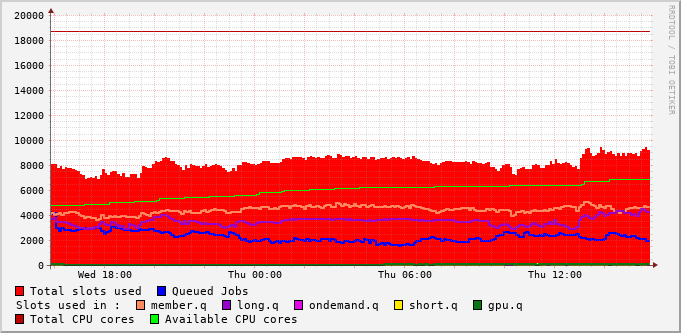 20000
18000
16000
14000
12000
10000
8000
6000
4000
2000
0
Wed 18:00 Thu 00:00 Thu 06:00 Thu 12:00
Total slots used Queued Jobs
Slots used in : member.q long.q ondemand.q short.q gpu.q
Total CPU cores Available CPU cores
RRDTOOL / TOBI OETIKER